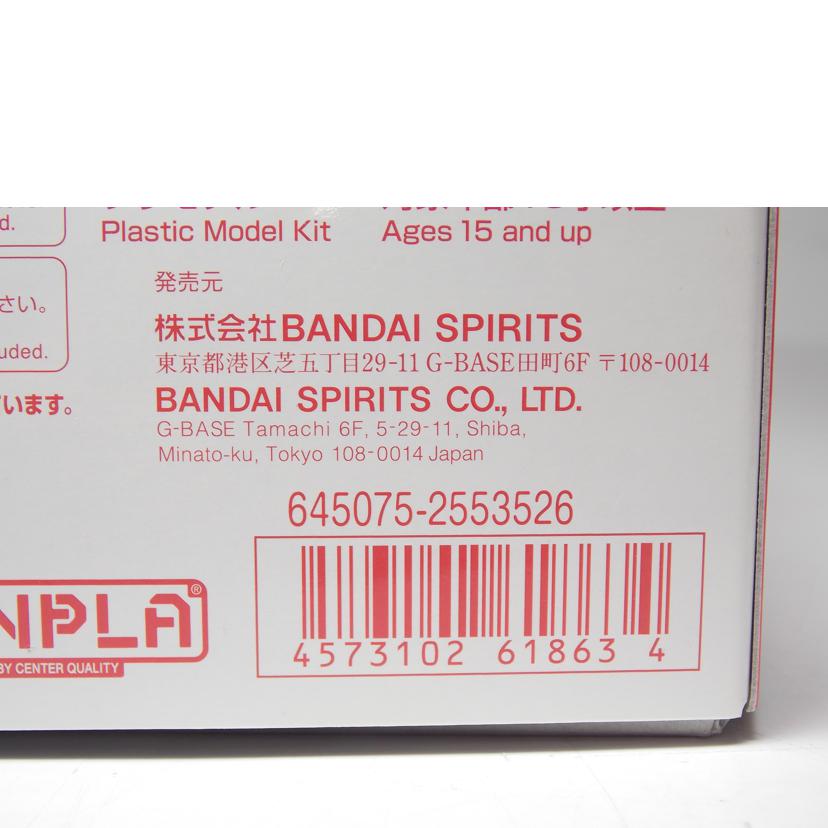 d.
Plastic Model Kit
Ages 15 and up
発売元
さい。
株式会社BANDAI SPIRITS
uded.
東京都港区芝五丁目29-11 G-BASE田町6F 〒108-0014
います。
BANDAI SPIRITS CO., LTD.
G-BASE Tamachi 6F, 5-29-11, Shiba,
Minato-ku, Tokyo 108-0014 Japan
645075-2553526
NPLA®
BY CENTER QUALITY
4573102 61863 4